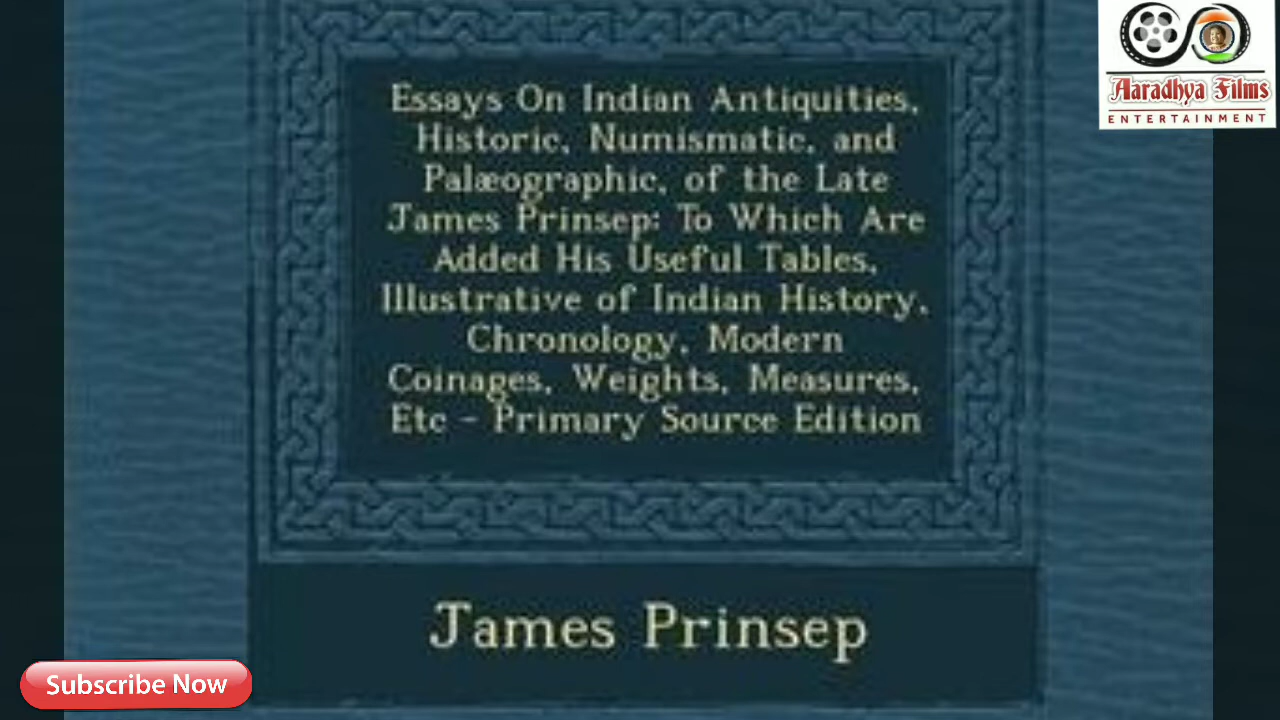 Essays On Indian Antiquities,
Historic, Numismatic, and
Palæographic, of the Late
James Prinsep: To Which Are
Added His Useful Tables,
Illustrative of Indian History,
Chronology, Modern
Coinages, Weights, Measures,
Etc - Primary Source Edition
James Prinsep
Aaradhya Films
ENTERTAINMENT
Subscribe Now